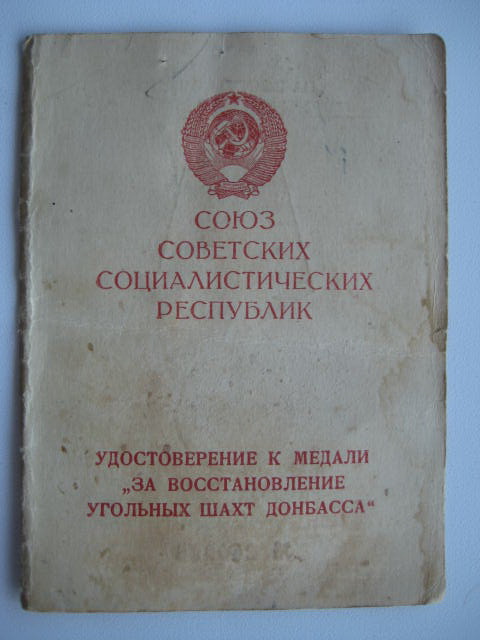 СОЮЗ
СОВЕТСКИХ
СОЦИАЛИСТИЧЕСКИХ
РЕСПУБЛИК
УДОСТОВЕРЕНИЕ К МЕДАЛИ
„ЗА ВОССТАНОВЛЕНИЕ
УГОЛЬНЫХ ШАХТ ДОНБАССА“